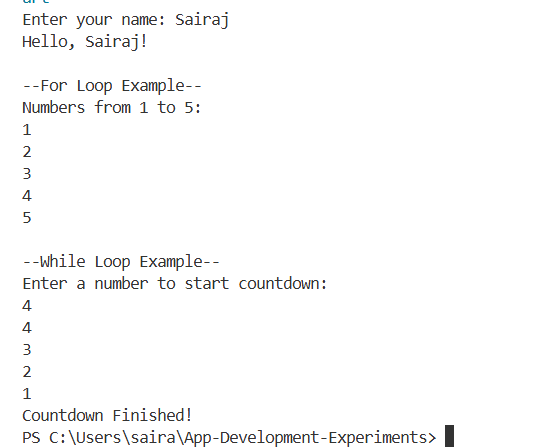 Enter your name: Sairaj
Hello, Sairaj!
--For Loop Example--
Numbers from 1 to 5:
1
2
3
4
5
--While Loop Example--
Enter a number to start countdown:
4
4
3
2
1
Countdown Finished!
PS C:\Users\saira\App-Development-Experiments>